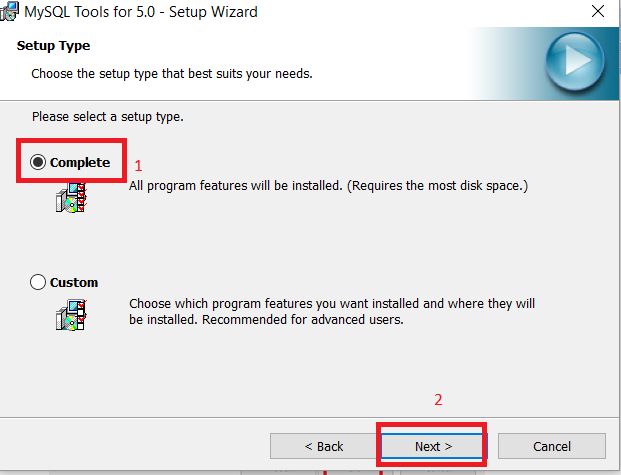 MySQL Tools for 5.0 - Setup Wizard
Setup Type
Choose the setup type that best suits your needs.
Please select a setup type.
Complete
1
All program features will be installed. (Requires the most disk space.)
Custom
Choose which program features you want installed and where they will
be installed. Recommended for advanced users.
2
< Back
Next >
Cancel